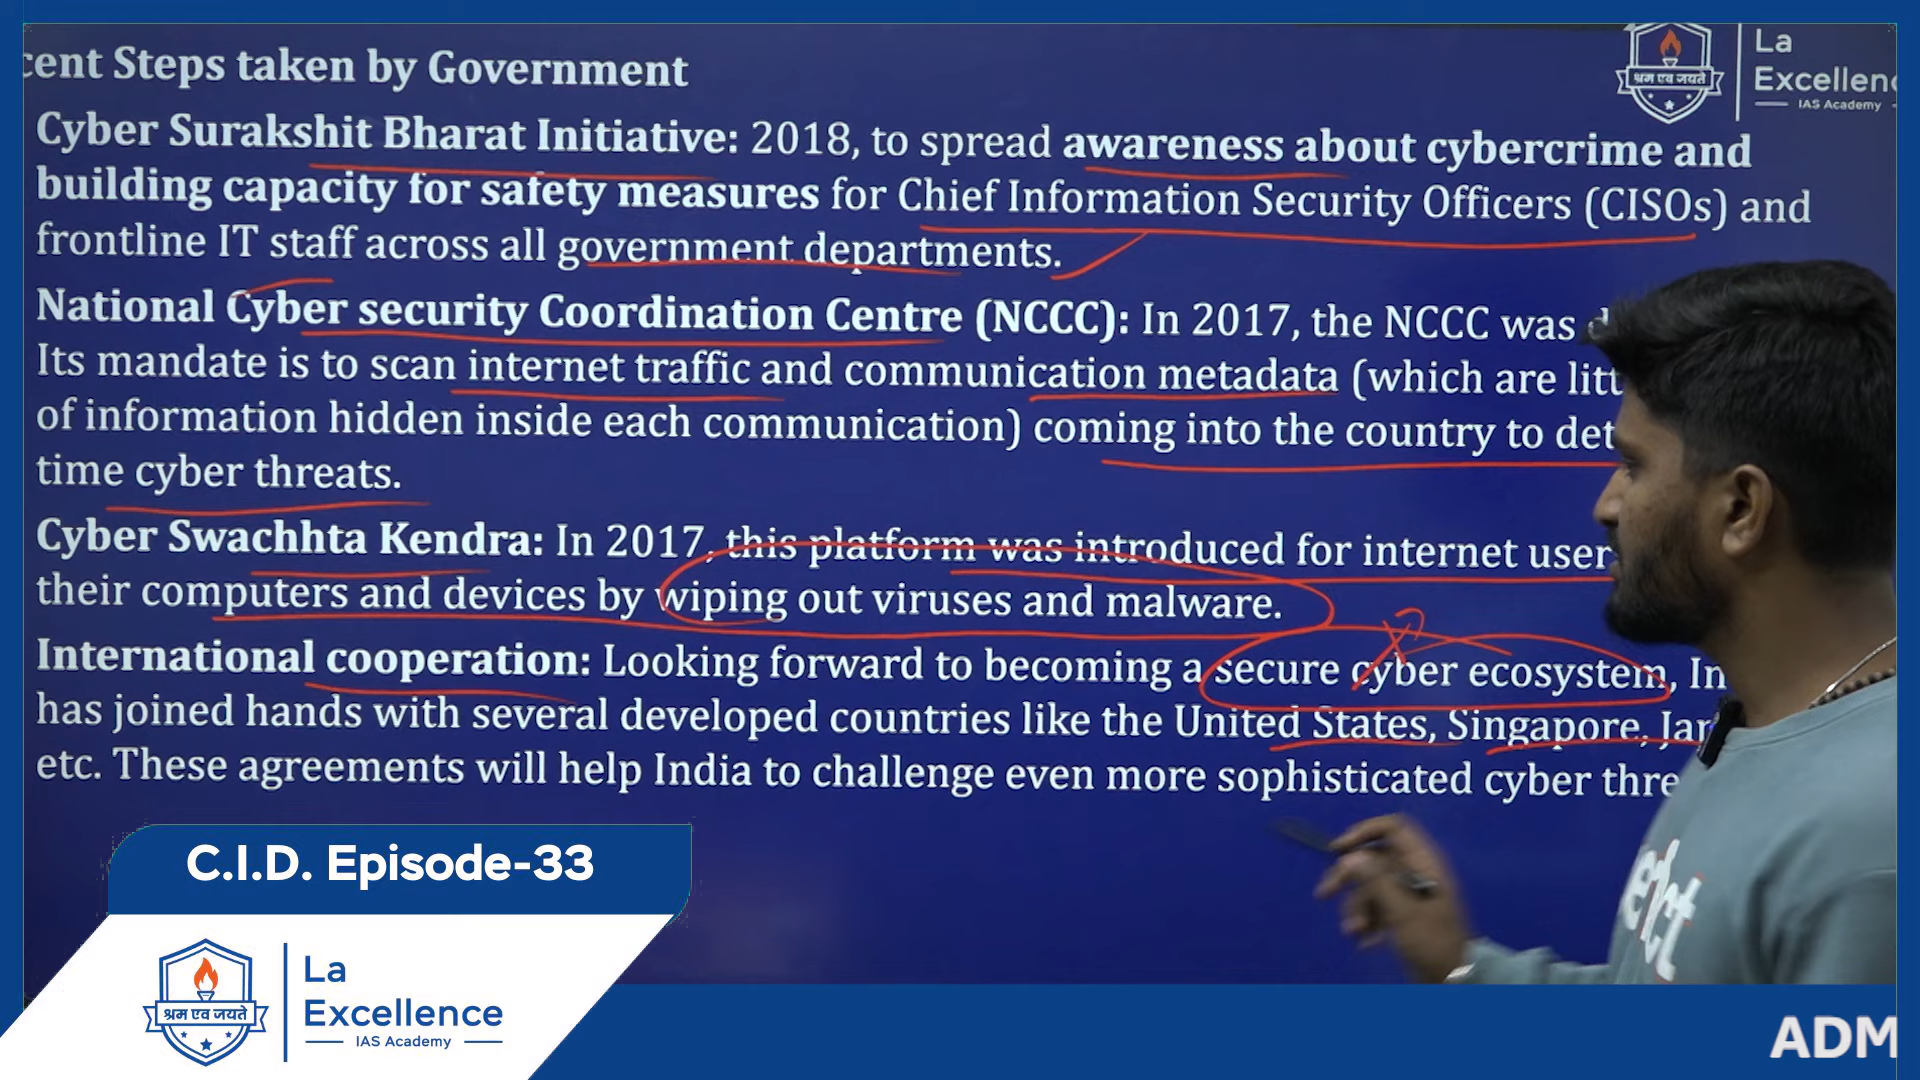 cent Steps taken by Government
La
Excellenc
IAS Academy
श्रम एव जयते
Cyber Surakshit Bharat Initiative: 2018, to spread awareness about cybercrime and
building capacity for safety measures for Chief Information Security Officers (CISOs) and
frontline IT staff across all government departments.
National Cyber security Coordination Centre (NCCC): In 2017, the NCCC was
Its mandate is to scan internet traffic and communication metadata (which are
of information hidden inside each communication) coming into the country to
time cyber threats.
Cyber Swachhta Kendra: In 2017, this platform was introduced for internet user
their computers and devices by wiping out viruses and malware.
International cooperation: Looking forward to becoming a secure cyber ecosystem, In
has joined hands with several developed countries like the United States, Singapore,
etc. These agreements will help India to challenge even more sophisticated cyber
C.I.D. Episode-33
श्रम एव जयते
La
Excellence
IAS Academy
ADM